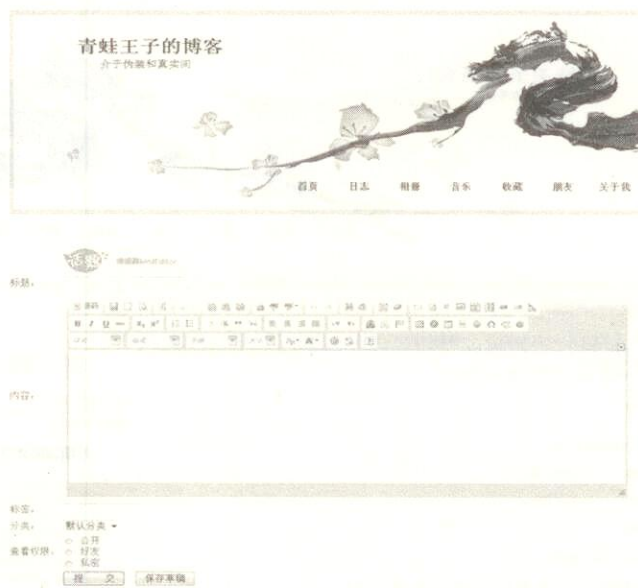 青蛙王子的博客
介于伪装和真实间
首页 日志 相册 音乐 收藏 朋友 关于我
标题:
内容:
标签:
分类: 默认分类
查看权限: 公开
好友
私密
提 交 保存草稿